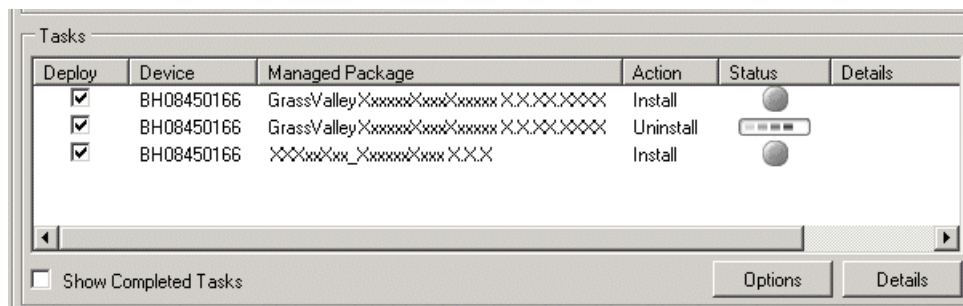 Tasks
Deploy Device Managed Package Action Status Details
BH08450166 GrassValleyXxxxxxXxxxXxxxxx X.X.XX.XXXX Install
BH08450166 GrassValleyXxxxxxXxxxXxxxxx X.X.XX.XXXX Uninstall
BH08450166 XXXxxXxx_XxxxxxXxxx X.X.X Install
Show Completed Tasks Options Details